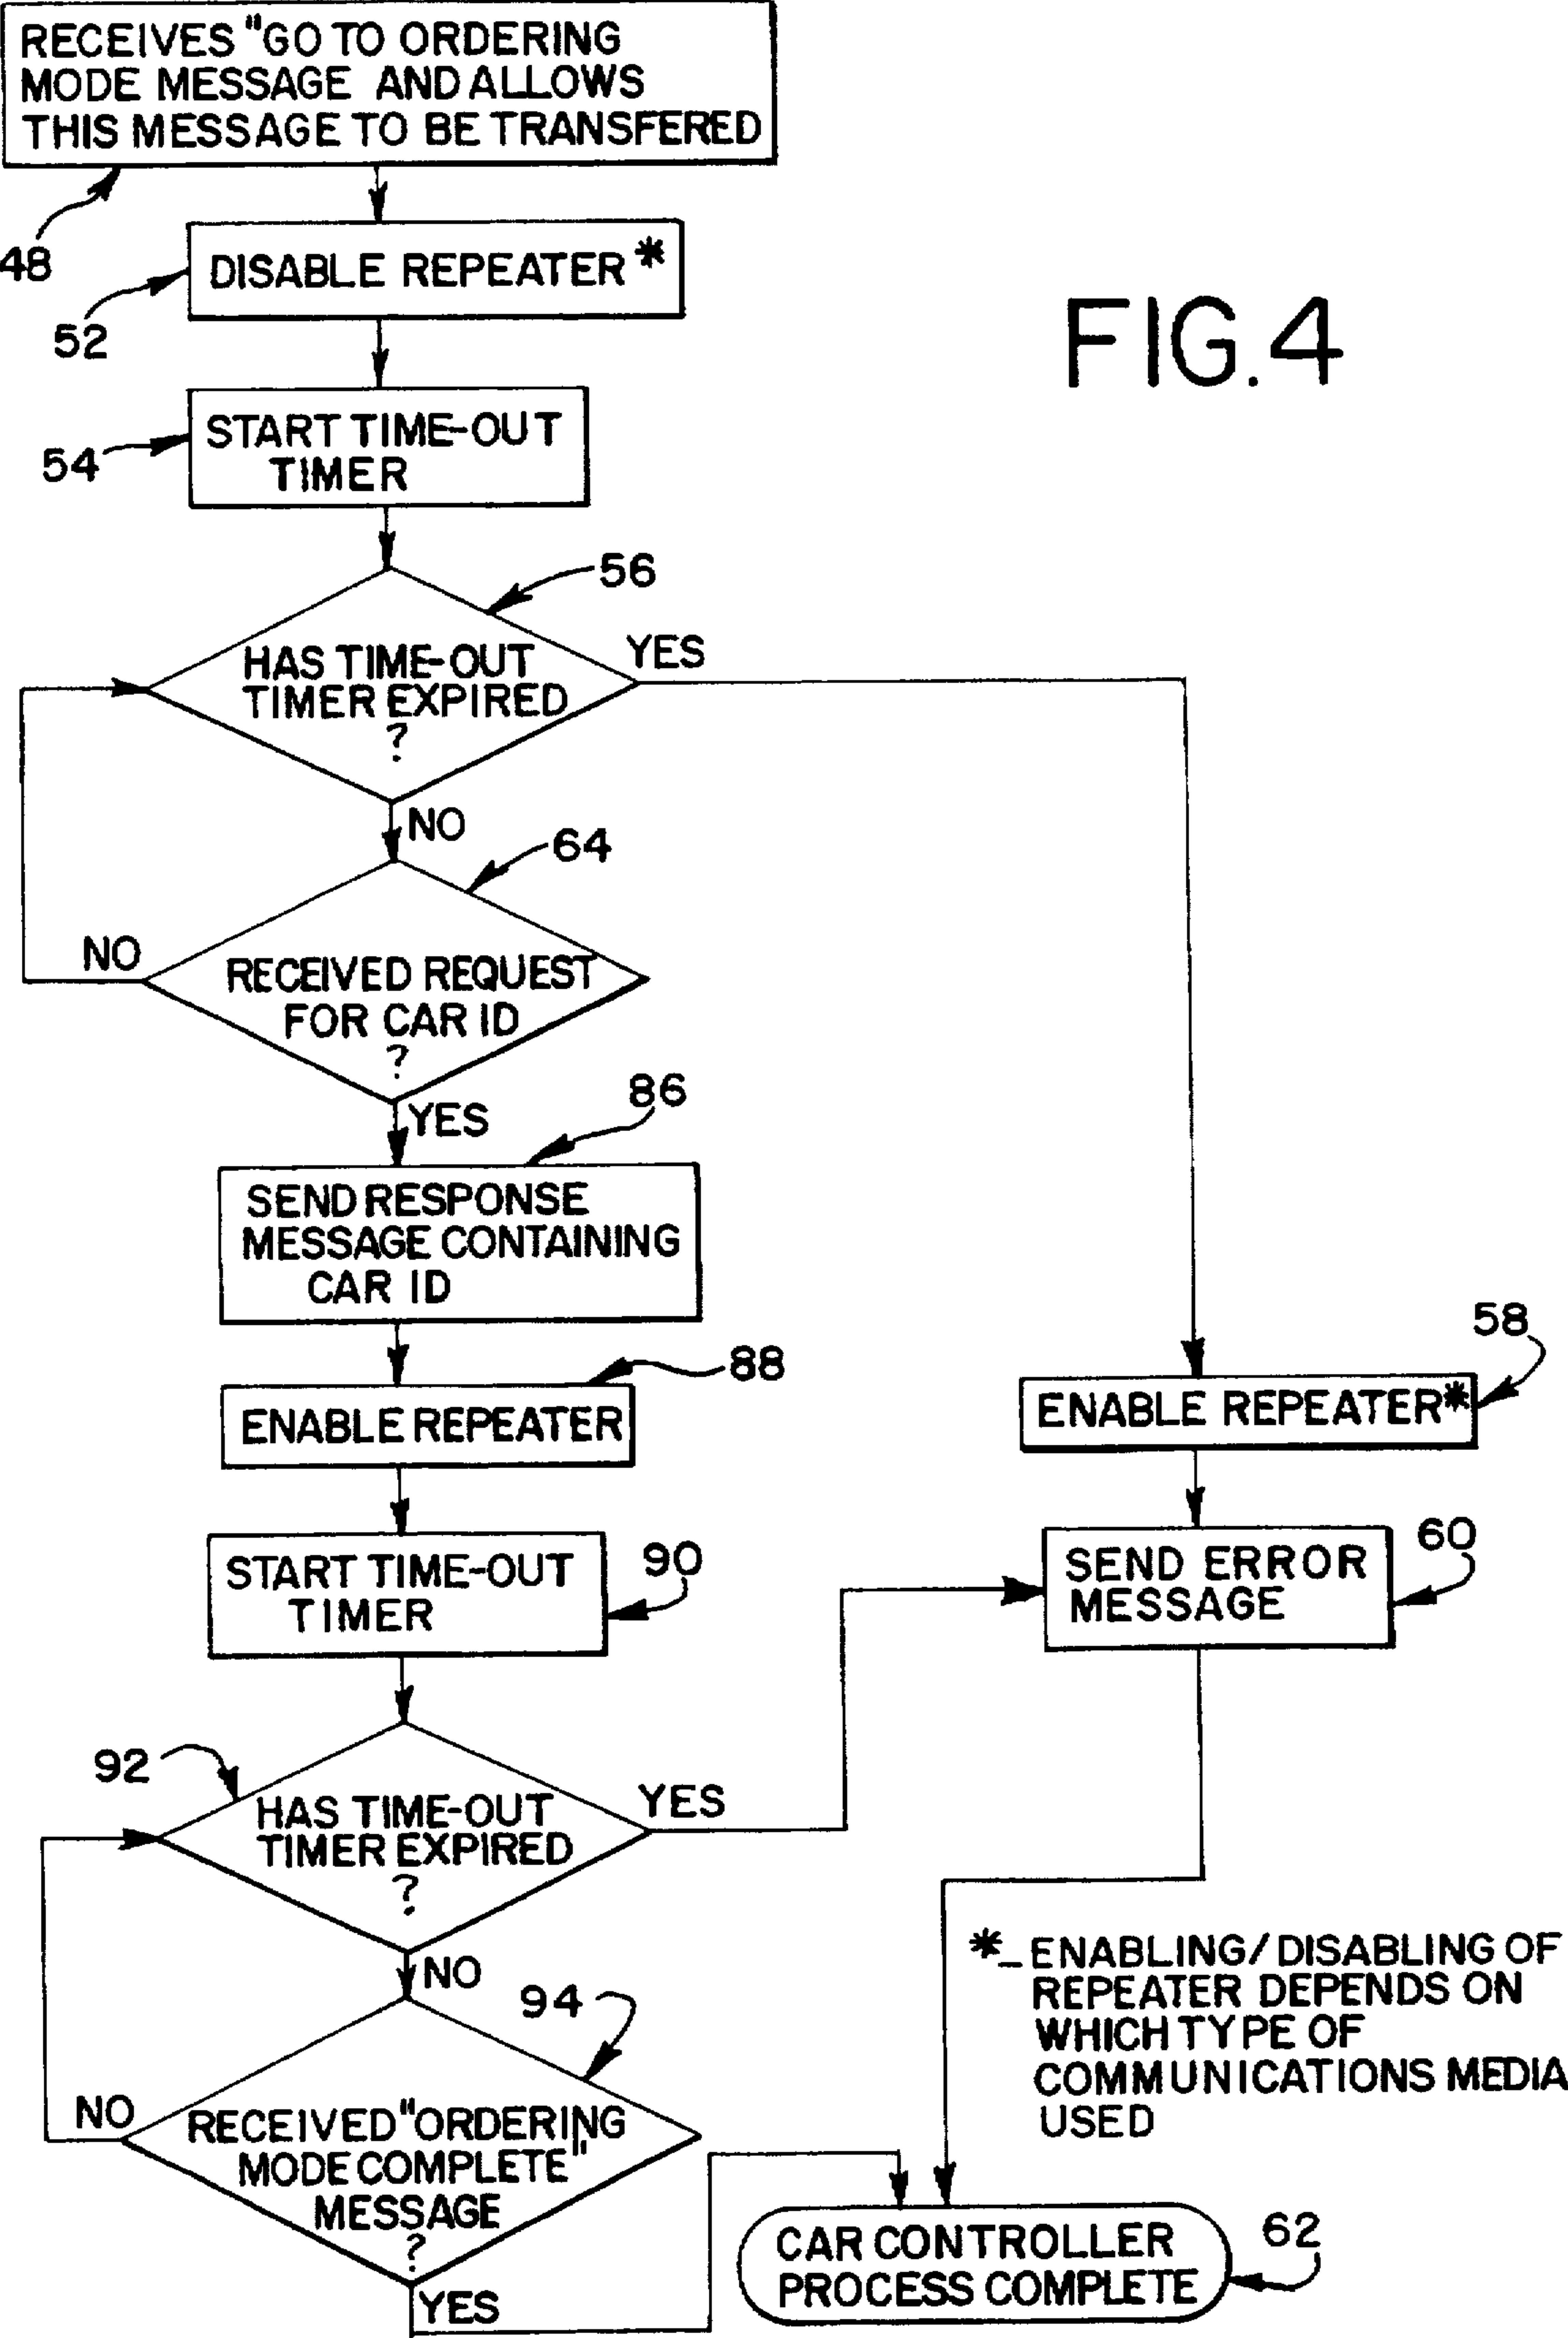 RECEIVES "GO TO ORDERING
MODE MESSAGE AND ALLOWS
THIS MESSAGE TO BE TRANSFERED
48
DISABLE REPEATER *
52
FIG. 4
START TIME-OUT
TIMER
54
56
HAS TIME-OUT
TIMER EXPIRED
?
YES
NO
64
NO
RECEIVED REQUEST
FOR CAR ID
?
YES
86
SEND RESPONSE
MESSAGE CONTAINING
CAR ID
88
ENABLE REPEATER
58
ENABLE REPEATER*
START TIME-OUT
TIMER
90
60
SEND ERROR
MESSAGE
92
HAS TIME-OUT
TIMER EXPIRED
?
YES
NO
94
NO
RECEIVED "ORDERING
MODE COMPLETE"
MESSAGE
?
YES
*- ENABLING/DISABLING OF
REPEATER DEPENDS ON
WHICH TYPE OF
COMMUNICATIONS MEDIA
USED
CAR CONTROLLER
PROCESS COMPLETE
62